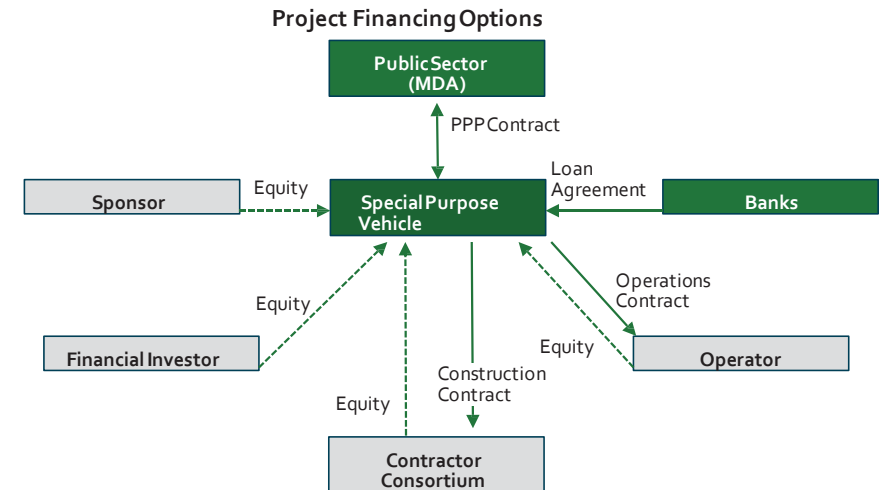 Project Financing Options
Public Sector
(MDA)
PPP Contract
Loan
Agreement
Equity
Sponsor
Special Purpose
Vehicle
Banks
Operations
Contract
Equity
Equity
Financial Investor
Operator
Construction
Contract
Equity
Contractor
Consortium